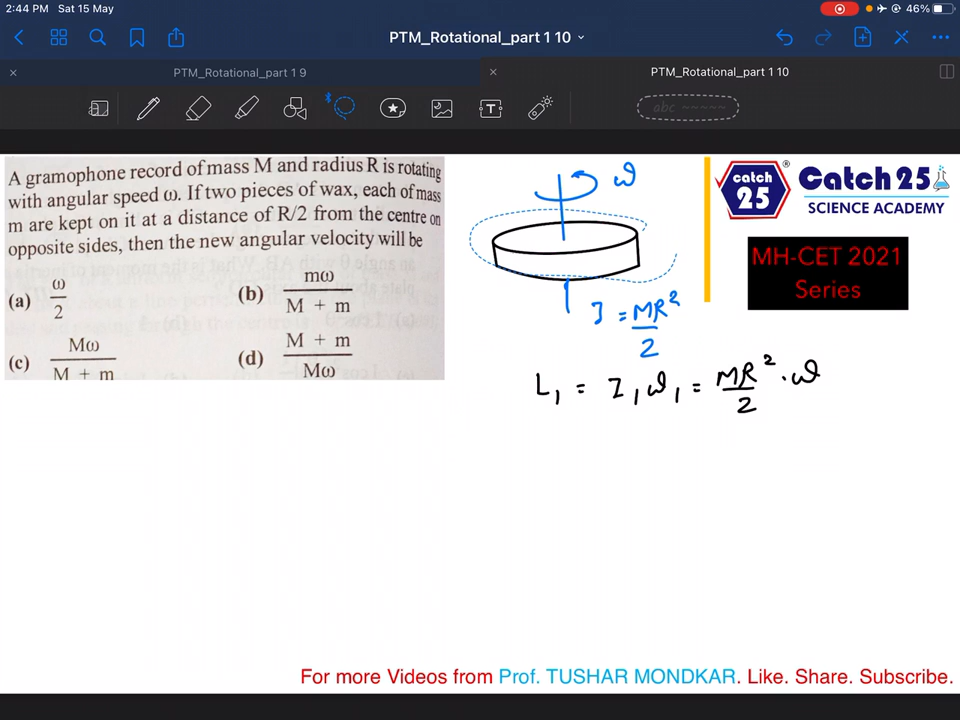 2:44 PM Sat 15 May
46%
PTM_Rotational_part 1 10
PTM_Rotational_part 1 9
PTM_Rotational_part 1 10
T
abc ~~~~~
A gramophone record of mass M and radius R is rotating
with angular speed ω. If two pieces of wax, each of mass
m are kept on it at a distance of R/2 from the centre on
opposite sides, then the new angular velocity will be
(a) ω/2
(b) mω/(M + m)
(c) Mω/(M + m)
(d) (M + m)/Mω
ω
I = MR²/2
L₁ = I₁ω₁ = MR²/2 · ω
catch
25
®
Catch 25
SCIENCE ACADEMY
MH-CET 2021
Series
For more Videos from Prof. TUSHAR MONDKAR. Like. Share. Subscribe.